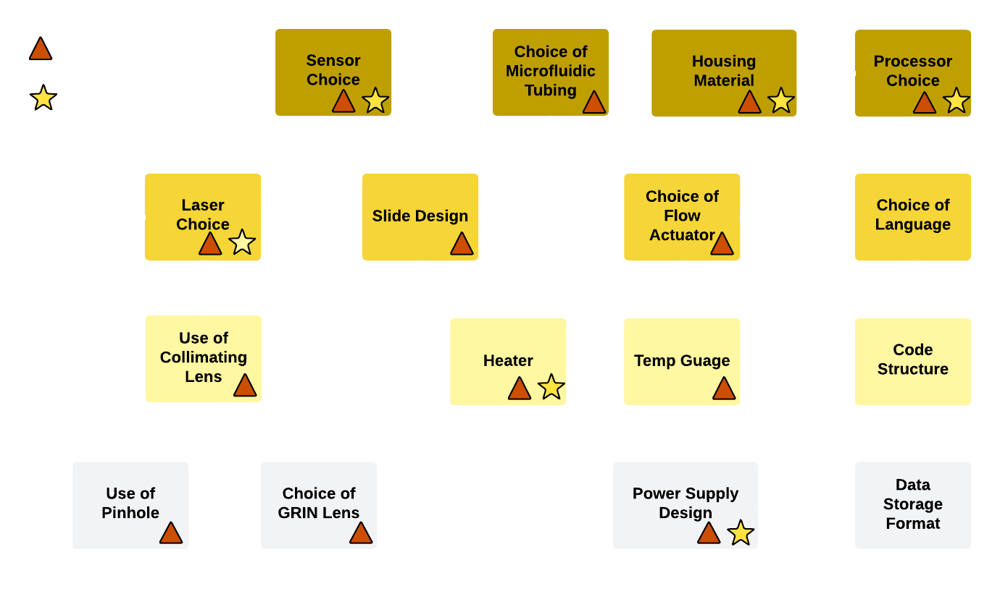 Sensor
Choice
Choice of
Microfluidic
Tubing
Housing
Material
Processor
Choice
Laser
Choice
Slide Design
Choice of
Flow
Actuator
Choice of
Language
Use of
Collimating
Lens
Heater
Temp Guage
Code
Structure
Use of
Pinhole
Choice of
GRIN Lens
Power Supply
Design
Data
Storage
Format